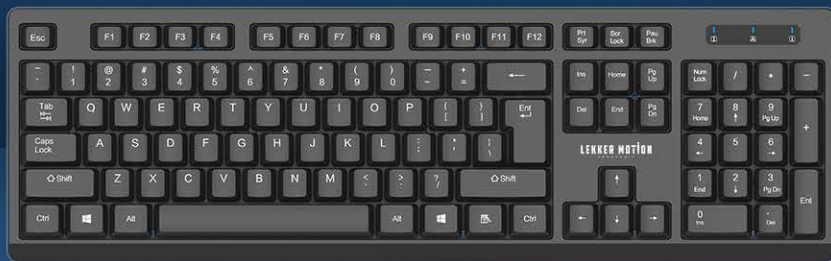 Esc F1 F2 F3 F4 F5 F6 F7 F8 F9 F10 F11 F12 Prt Scr Pau
Syr Lock Brk
~ ! @ # $ % ^ & * ( ) _ + Ins Home Pg Num / * -
1 2 3 4 5 6 7 8 9 0 - = ← Up Lock
Tab Q W E R T Y U I O P { } Ent Del End Pg 7 8 9 +
[ ] Dn Home ↑ Pg Up
Caps A S D F G H J K L : " | LEKKER MOTION 4 5 6
Lock ; ' \ ← →
⇧ Shift Z X C V B N M < > ? ⇧ Shift ↑ 1 2 3 Ent
, . / End ↓ Pg Dn
Ctrl Alt Alt Ctrl ← ↓ → 0 .
Ins Del